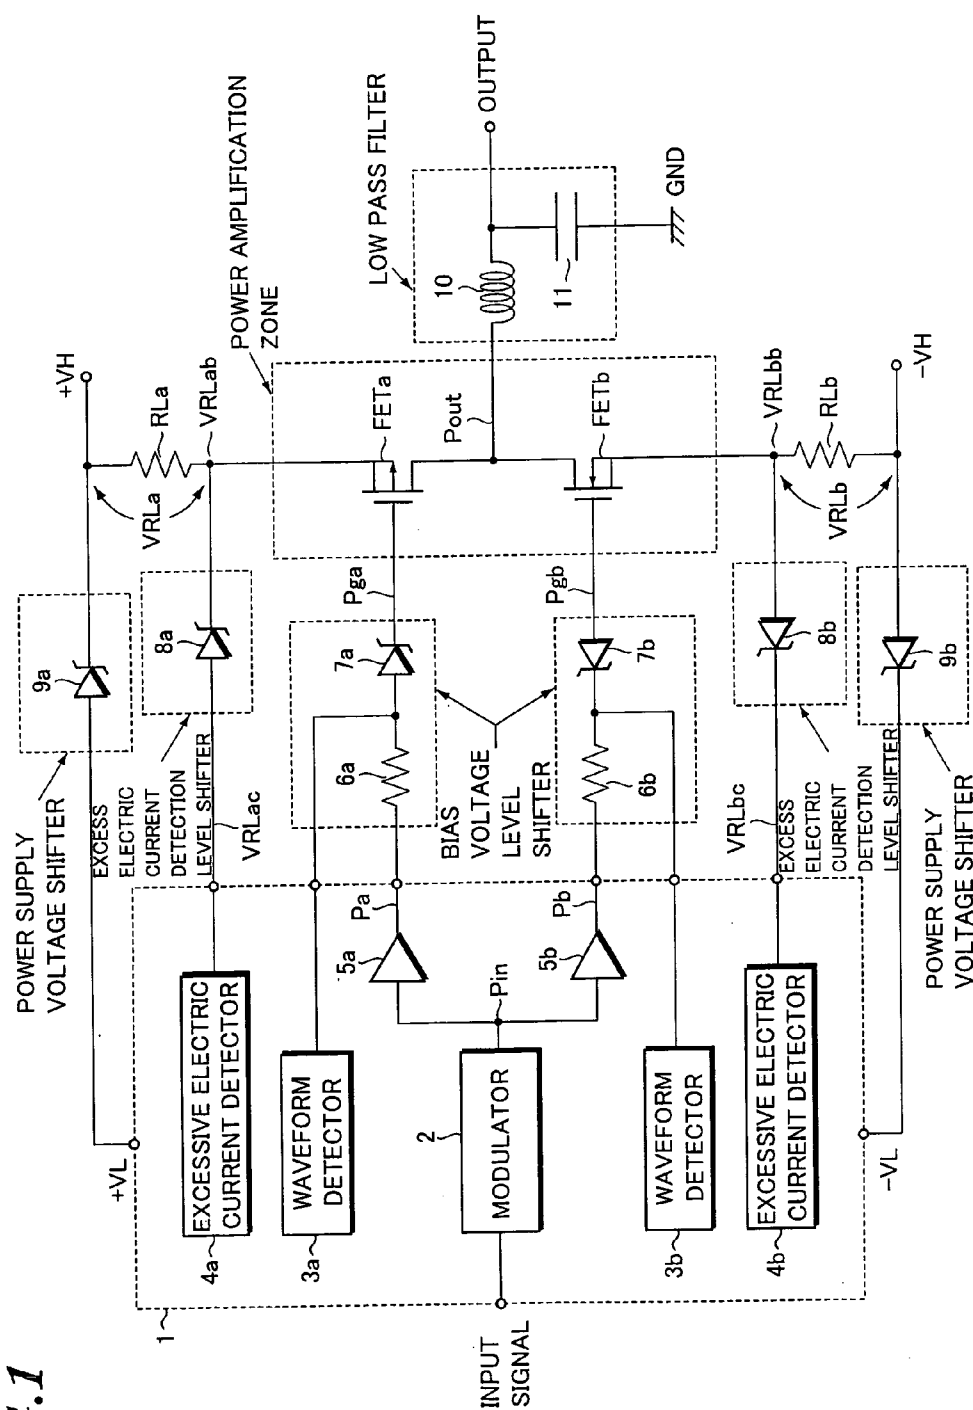 .1
INPUT
SIGNAL
1
+VL
-VL
4a
EXCESSIVE ELECTRIC
CURRENT DETECTOR
3a
WAVEFORM
DETECTOR
2
MODULATOR
3b
WAVEFORM
DETECTOR
4b
EXCESSIVE ELECTRIC
CURRENT DETECTOR
Pin
5a
5b
Pa
Pb
POWER SUPPLY
VOLTAGE SHIFTER
EXCESS
ELECTRIC
CURRENT
DETECTION
LEVEL SHIFTER
VRLac
BIAS
VOLTAGE
LEVEL
SHIFTER
VRLbc
EXCESS
ELECTRIC
CURRENT
DETECTION
LEVEL SHIFTER
POWER SUPPLY
VOLTAGE SHIFTER
9a
8a
6a
7a
6b
7b
8b
9b
Pga
Pgb
VRLa
VRLb
+VH
RLa
VRLab
FETa
Pout
FETb
VRLbb
RLb
-VH
POWER AMPLIFICATION
ZONE
LOW PASS FILTER
10
11
GND
OUTPUT